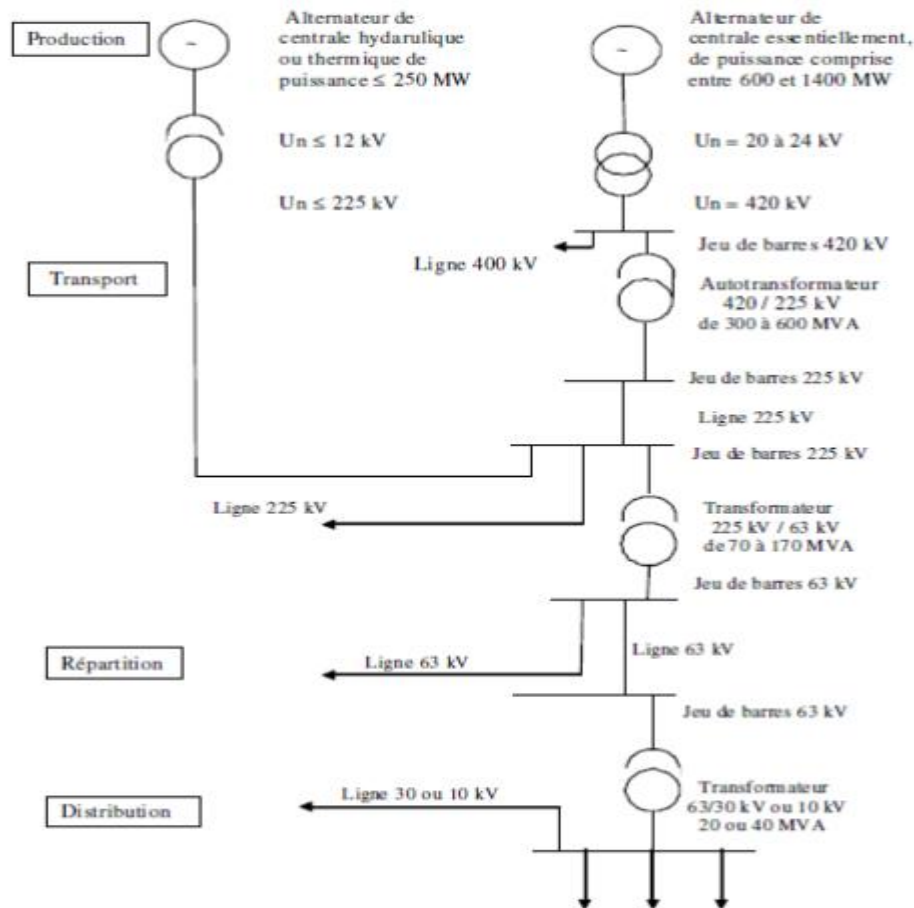 Production
~
Alternateur de
centrale hydarulique
ou thermique de
puissance ≤ 250 MW
~
Alternateur de
centrale essentiellement,
de puissance comprise
entre 600 et 1400 MW
Un ≤ 12 kV
Un = 20 à 24 kV
Un ≤ 225 kV
Un = 420 kV
Jeu de barres 420 kV
Ligne 400 kV
Transport
Autotransformateur
420 / 225 kV
de 300 à 600 MVA
Jeu de barres 225 kV
Ligne 225 kV
Jeu de barres 225 kV
Ligne 225 kV
Transformateur
225 kV / 63 kV
de 70 à 170 MVA
Jeu de barres 63 kV
Répartition
Ligne 63 kV
Ligne 63 kV
Jeu de barres 63 kV
Ligne 30 ou 10 kV
Distribution
Transformateur
63/30 kV ou 10 kV
20 ou 40 MVA